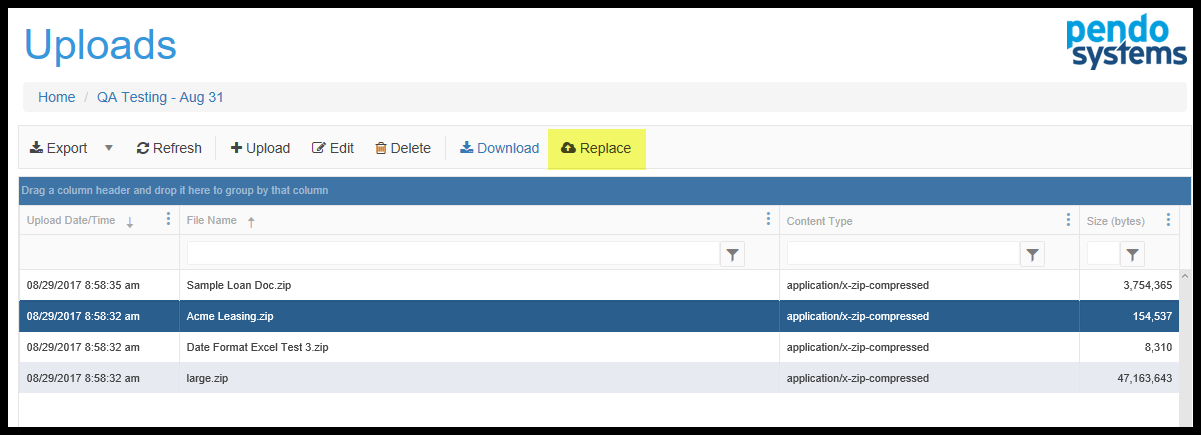 Uploads
pendo
systems
Home / QA Testing - Aug 31
Export Refresh Upload Edit Delete Download Replace
Drag a column header and drop it here to group by that column
Upload Date/Time File Name Content Type Size (bytes)
08/29/2017 8:58:35 am Sample Loan Doc.zip application/x-zip-compressed 3,754,365
08/29/2017 8:58:32 am Acme Leasing.zip application/x-zip-compressed 154,537
08/29/2017 8:58:32 am Date Format Excel Test 3.zip application/x-zip-compressed 8,310
08/29/2017 8:58:32 am large.zip application/x-zip-compressed 47,163,643